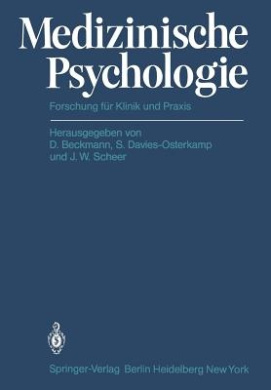 Medizinische
Psychologie
Forschung für Klinik und Praxis
Herausgegeben von
D. Beckmann, S. Davies-Osterkamp
und J. W. Scheer
Springer-Verlag Berlin Heidelberg New York